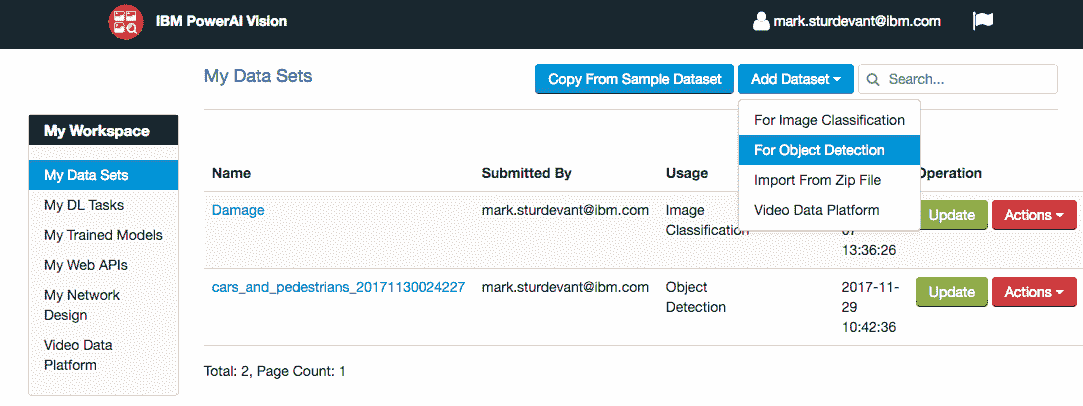 IBM PowerAI Vision
mark.sturdevant@ibm.com
My Data Sets
Copy From Sample Dataset
Add Dataset
Search...
For Image Classification
For Object Detection
Import From Zip File
Video Data Platform
My Workspace
My Data Sets
My DL Tasks
My Trained Models
My Web APIs
My Network
Design
Video Data
Platform
Name Submitted By Usage Operation
Damage mark.sturdevant@ibm.com Image
Classification
13:36:26
Update Actions
cars_and_pedestrians_20171130024227 mark.sturdevant@ibm.com Object
Detection
2017-11-
29
10:42:36
Update Actions
Total: 2, Page Count: 1